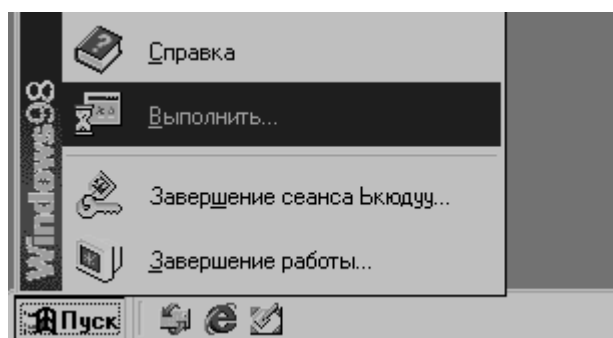 Справка
Выполнить...
Завершение сеанса Ькюдуу...
Завершение работы...
Windows98
Пуск